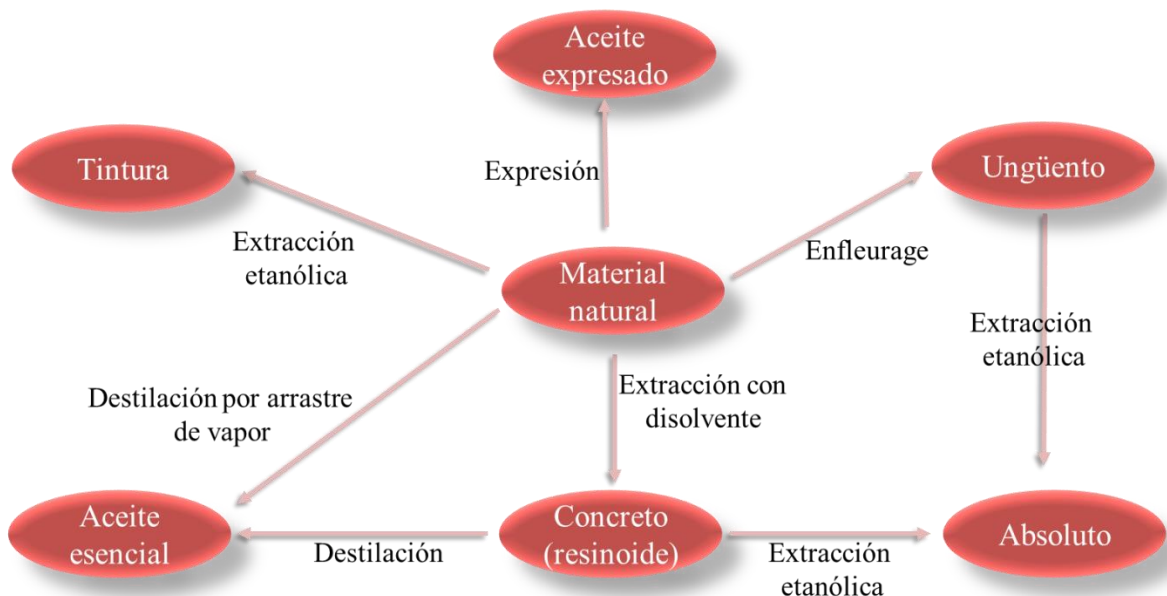 Aceite
expresado
Tintura
Expresión
Ungüento
Extracción
etanólica
Enfleurage
Material
natural
Extracción
etanólica
Destilación por arrastre
de vapor
Extracción con
disolvente
Aceite
esencial
Destilación
Concreto
(resinoide)
Extracción
etanólica
Absoluto